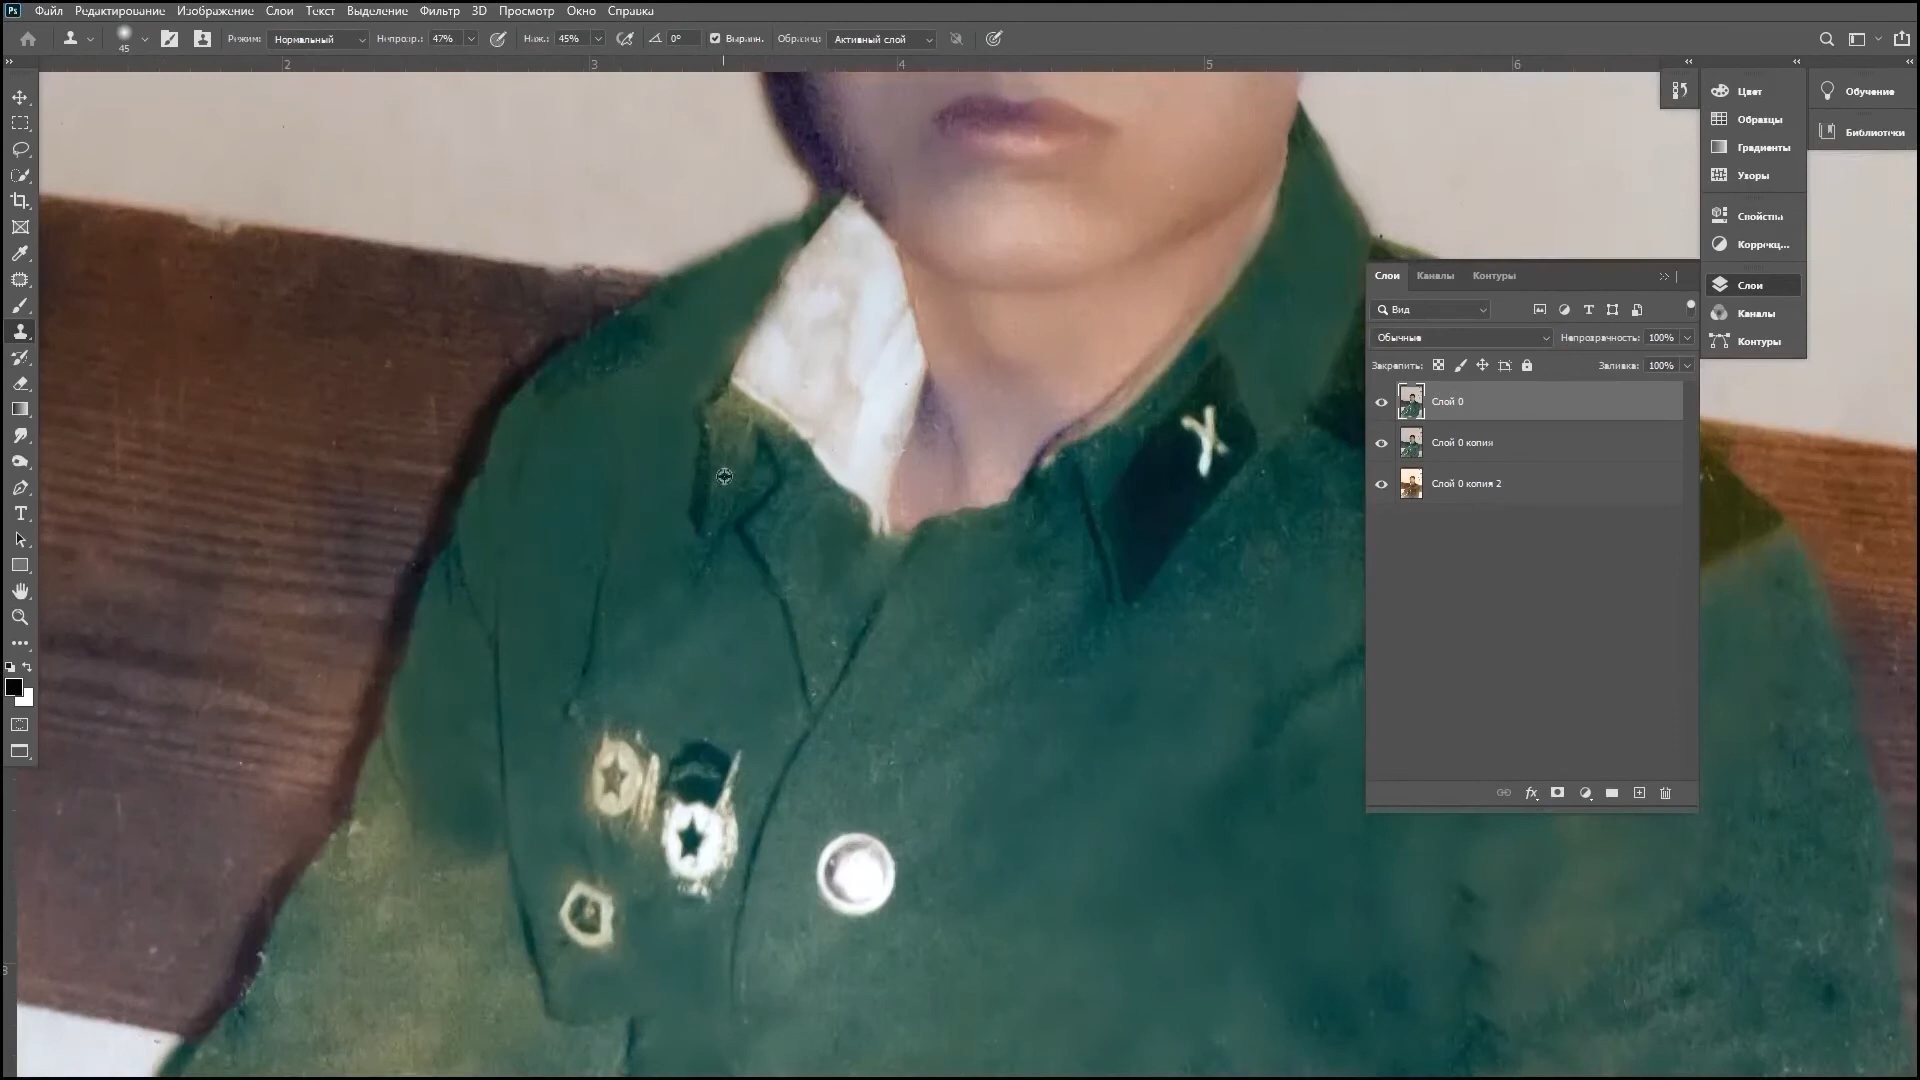 Ps Файл Редактирование Изображение Слои Текст Выделение Фильтр 3D Просмотр Окно Справка
45 Режим: Нормальный Непрозр.: 47% Наж.: 45% 0° Выравн. Образец: Активный слой
2 3 4 5 6
Цвет
Образцы
Градиенты
Узоры
Свойства
Коррекц...
Слои
Каналы
Контуры
Обучение
Библиотеки
Слои Каналы Контуры
Вид
Обычные Непрозрачность: 100%
Закрепить: Заливка: 100%
Слой 0
Слой 0 копия
Слой 0 копия 2
fx
8